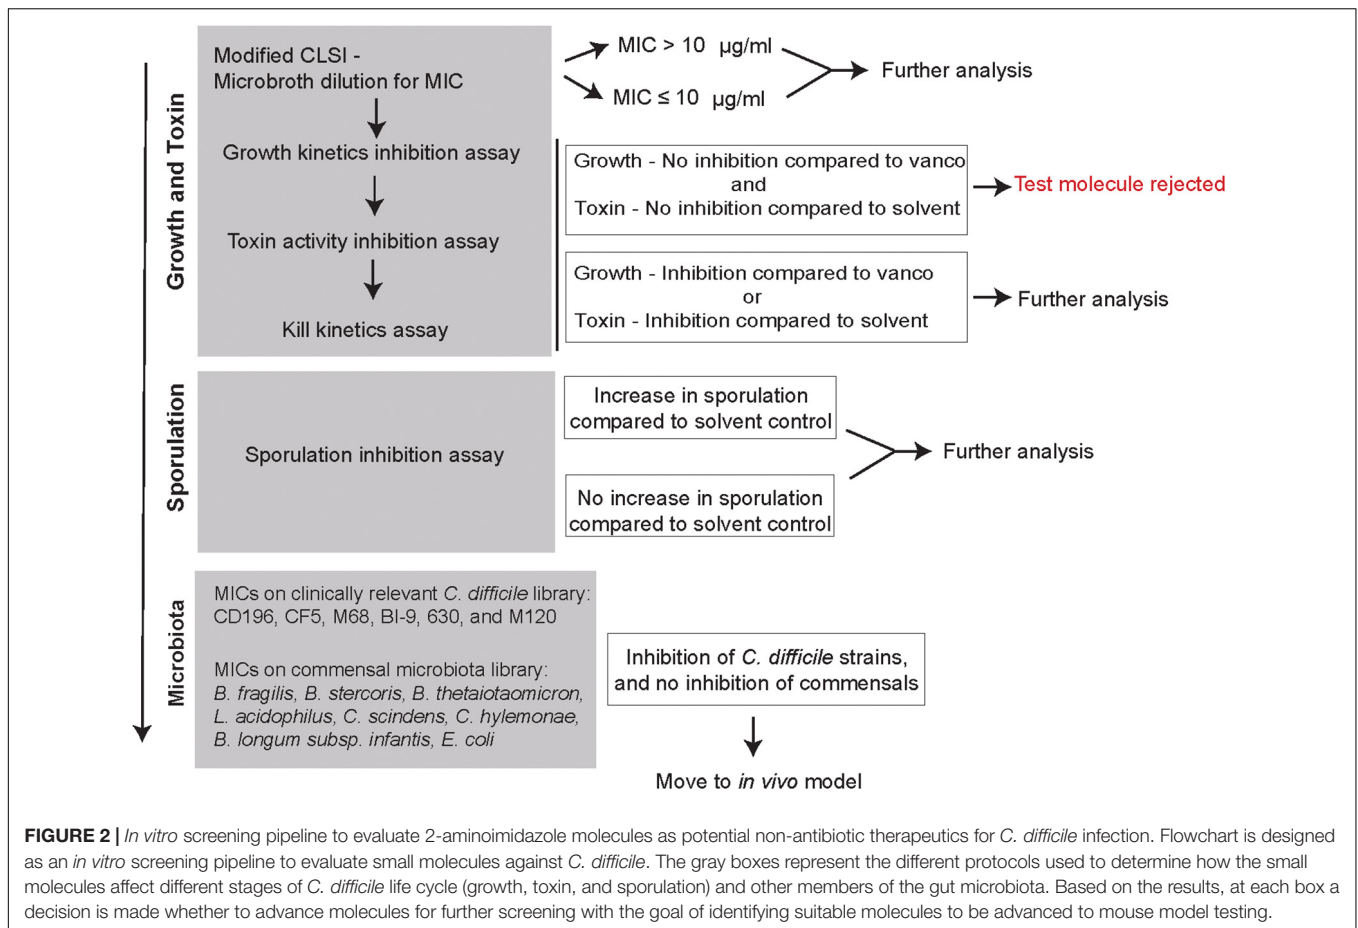 Growth and Toxin
Modified CLSI -
Microbroth dilution for MIC
Growth kinetics inhibition assay
Toxin activity inhibition assay
Kill kinetics assay
MIC > 10 µg/ml
MIC ≤ 10 µg/ml
Further analysis
Growth - No inhibition compared to vanco
and
Toxin - No inhibition compared to solvent
Test molecule rejected
Growth - Inhibition compared to vanco
or
Toxin - Inhibition compared to solvent
Further analysis
Sporulation
Sporulation inhibition assay
Increase in sporulation
compared to solvent control
No increase in sporulation
compared to solvent control
Further analysis
Microbiota
MICs on clinically relevant C. difficile library:
CD196, CF5, M68, BI-9, 630, and M120
MICs on commensal microbiota library:
B. fragilis, B. stercoris, B. thetaiotaomicron,
L. acidophilus, C. scindens, C. hylemonae,
B. longum subsp. infantis, E. coli
Inhibition of C. difficile strains,
and no inhibition of commensals
Move to in vivo model
FIGURE 2 | In vitro screening pipeline to evaluate 2-aminoimidazole molecules as potential non-antibiotic therapeutics for C. difficile infection. Flowchart is designed
as an in vitro screening pipeline to evaluate small molecules against C. difficile. The gray boxes represent the different protocols used to determine how the small
molecules affect different stages of C. difficile life cycle (growth, toxin, and sporulation) and other members of the gut microbiota. Based on the results, at each box a
decision is made whether to advance molecules for further screening with the goal of identifying suitable molecules to be advanced to mouse model testing.